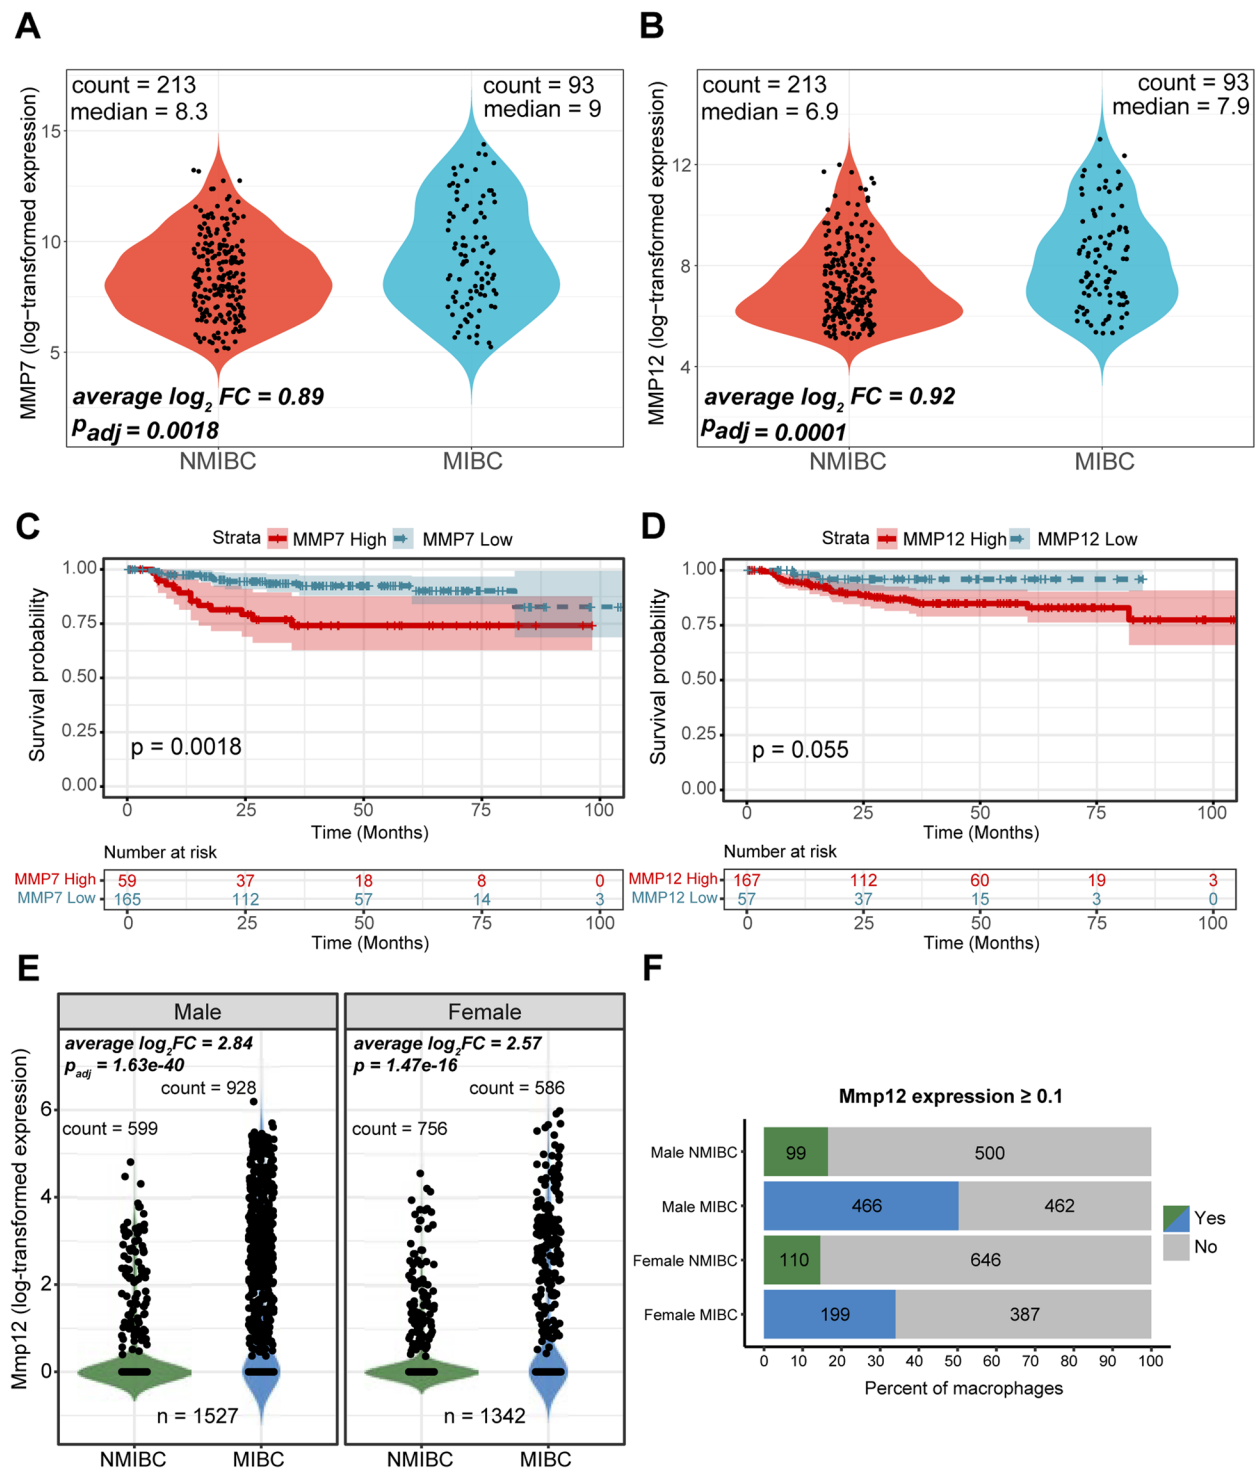 A
count = 213
median = 8.3
count = 93
median = 9
MMP7 (log−transformed expression)
15
10
5
average log2 FC = 0.89
padj = 0.0018
NMIBC
MIBC
B
count = 213
median = 6.9
count = 93
median = 7.9
MMP12 (log−transformed expression)
12
8
4
average log2 FC = 0.92
padj = 0.0001
NMIBC
MIBC
C
Strata MMP7 High MMP7 Low
Survival probability
1.00
0.75
0.50
0.25
0.00
p = 0.0018
0 25 50 75 100
Time (Months)
Number at risk
MMP7 High 59 37 18 8 0
MMP7 Low 165 112 57 14 3
0 25 50 75 100
Time (Months)
D
Strata MMP12 High MMP12 Low
Survival probability
1.00
0.75
0.50
0.25
0.00
p = 0.055
0 25 50 75 100
Time (Months)
Number at risk
MMP12 High 167 112 60 19 3
MMP12 Low 57 37 15 3 0
0 25 50 75 100
Time (Months)
E
Male
Female
Mmp12 (log-transformed expression)
6
4
2
0
average log2FC = 2.84
padj = 1.63e-40
count = 928
count = 599
n = 1527
average log2FC = 2.57
p = 1.47e-16
count = 586
count = 756
n = 1342
NMIBC
MIBC
NMIBC
MIBC
F
Mmp12 expression ≥ 0.1
Male NMIBC 99 500
Male MIBC 466 462
Female NMIBC 110 646
Female MIBC 199 387
Yes
No
0 10 20 30 40 50 60 70 80 90 100
Percent of macrophages